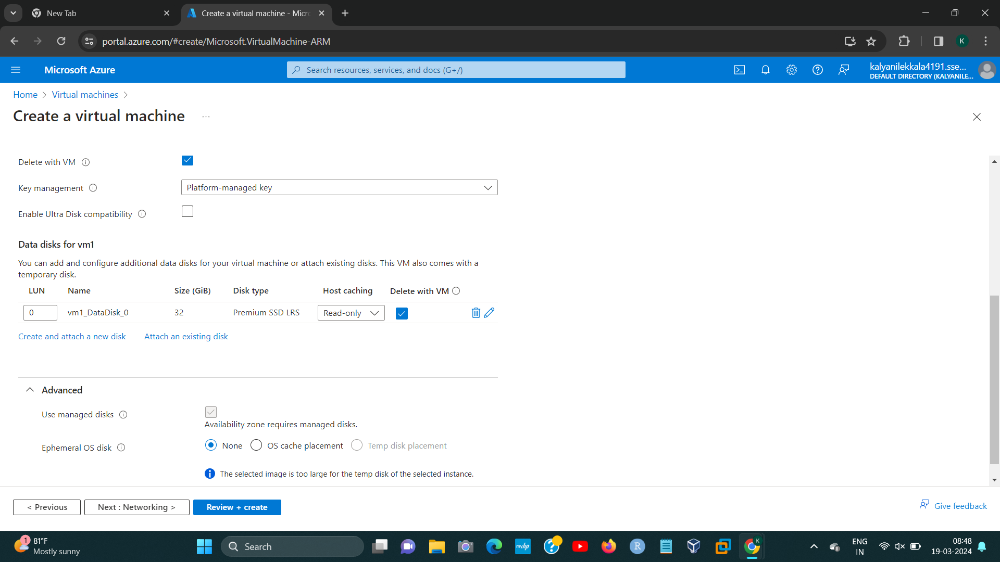 New Tab
Create a virtual machine - Micr
portal.azure.com/#create/Microsoft.VirtualMachine-ARM
K
Microsoft Azure
Search resources, services, and docs (G+/)
kalyanilekkala4191.sse...
DEFAULT DIRECTORY (KALYANILE...
Home > Virtual machines >
Create a virtual machine ...
Delete with VM
Key management
Platform-managed key
Enable Ultra Disk compatibility
Data disks for vm1
You can add and configure additional data disks for your virtual machine or attach existing disks. This VM also comes with a
temporary disk.
LUN Name Size (GiB) Disk type Host caching Delete with VM
0 vm1_DataDisk_0 32 Premium SSD LRS Read-only
Create and attach a new disk Attach an existing disk
Advanced
Use managed disks
Availability zone requires managed disks.
Ephemeral OS disk
None OS cache placement Temp disk placement
The selected image is too large for the temp disk of the selected instance.
< Previous Next : Networking > Review + create
Give feedback
1
81°F
Mostly sunny
Search
myhp
R
K
ENG
IN
08:48
19-03-2024